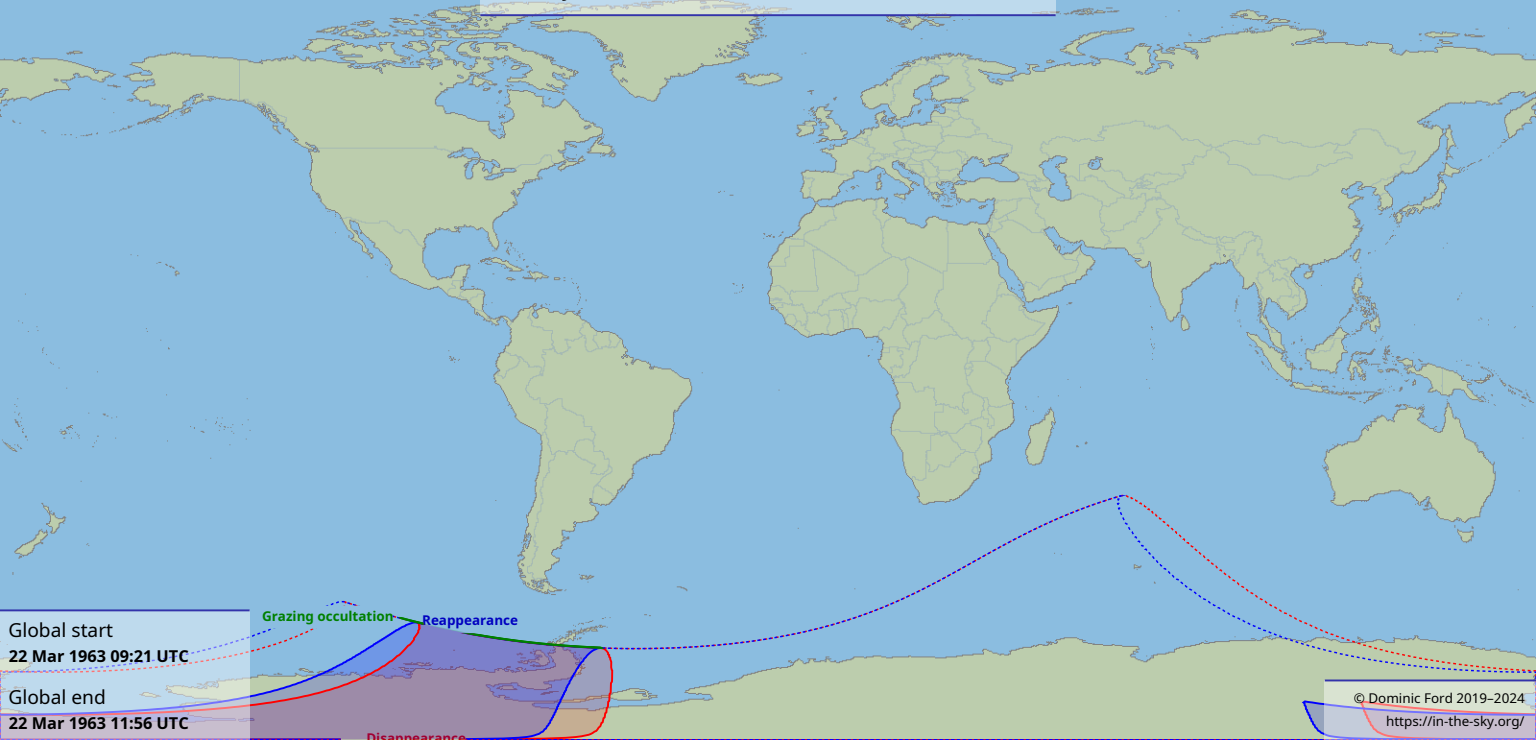 Grazing occultation
Reappearance
Global start
22 Mar 1963 09:21 UTC
Global end
22 Mar 1963 11:56 UTC
Disappearance
© Dominic Ford 2019–2024
https://in-the-sky.org/